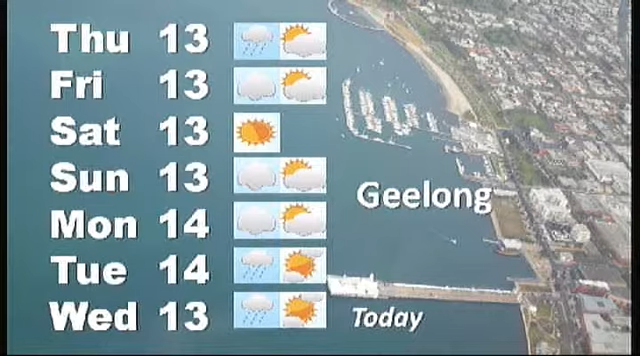 Thu 13
Fri 13
Sat 13
Sun 13
Geelong
Mon 14
Tue 14
Wed 13
Today